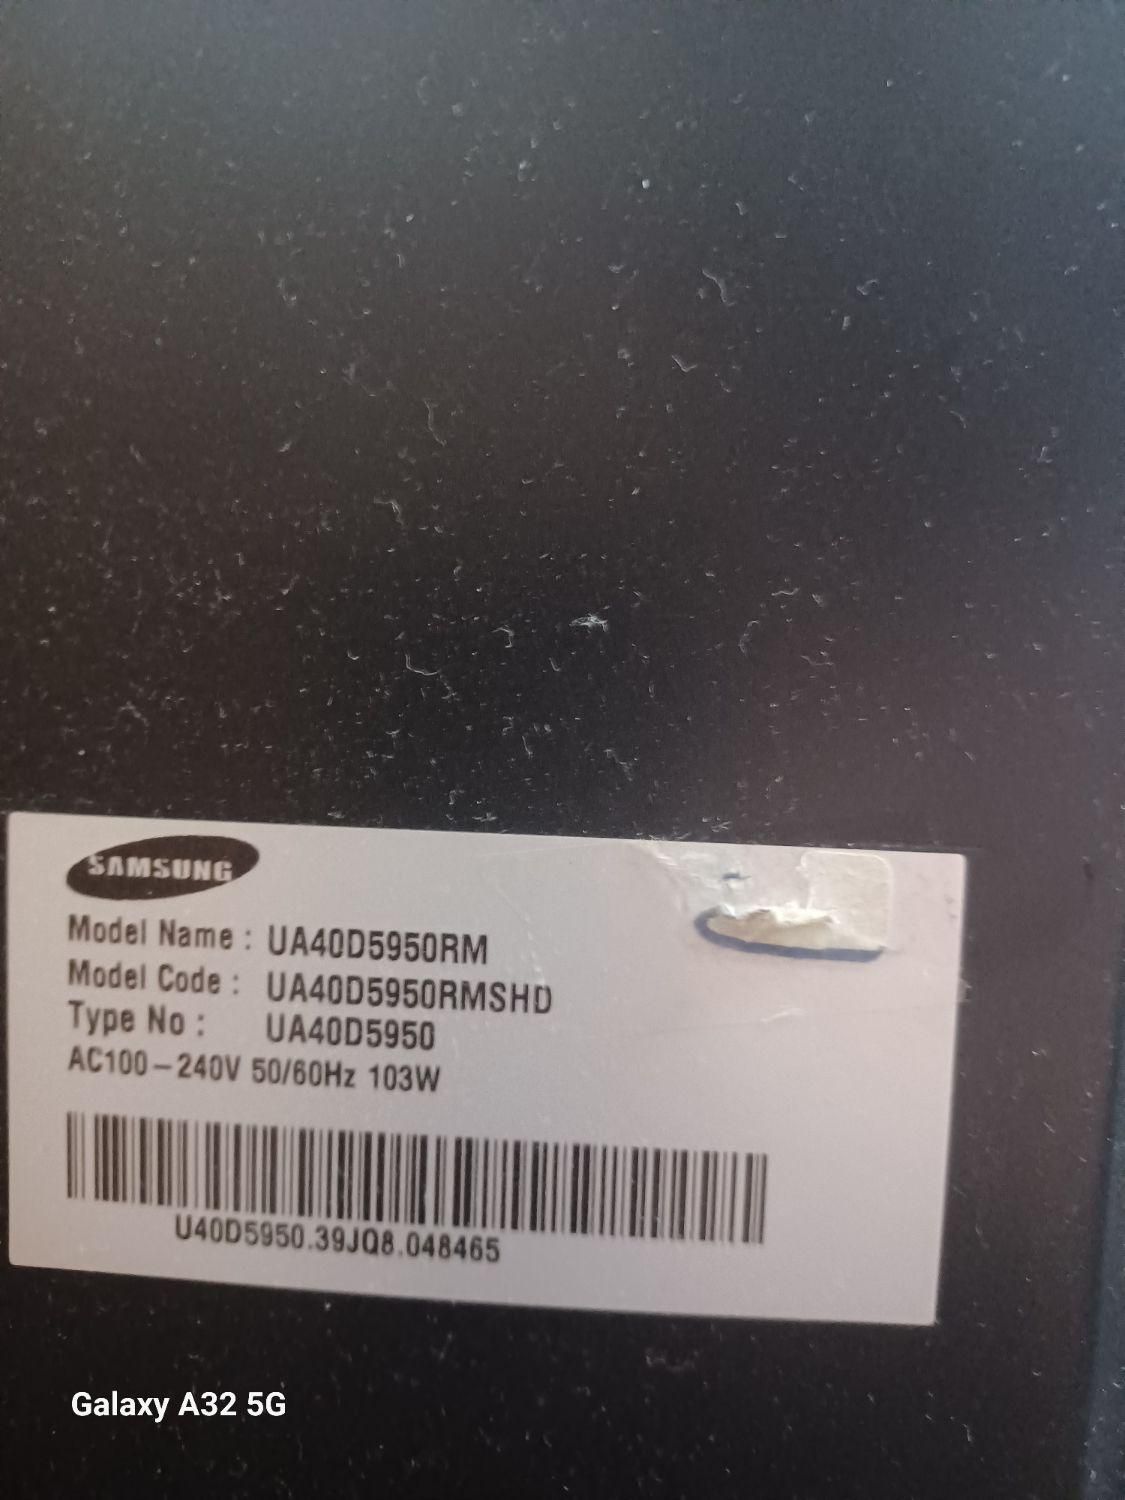 SAMSUNG
Model Name : UA40D5950RM
Model Code : UA40D5950RMSHD
Type No : UA40D5950
AC100-240V 50/60Hz 103W
U40D5950.39JQ8.048465
Galaxy A32 5G